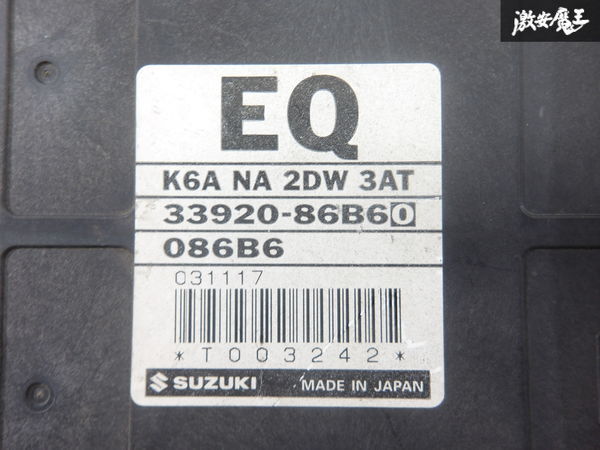 激安魔王
EQ
K6A NA 2DW 3AT
33920-86B60
086B6
031117
*T003242*
SUZUKI MADE IN JAPAN